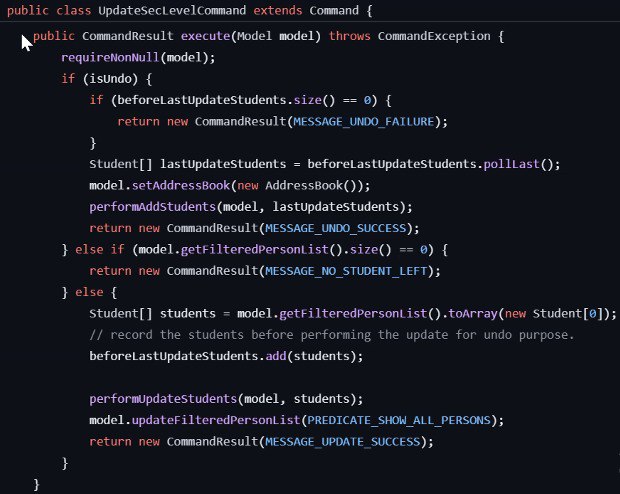 public class UpdateSecLevelCommand extends Command {
public CommandResult execute(Model model) throws CommandException {
requireNonNull(model);
if (isUndo) {
if (beforeLastUpdateStudents.size() == 0) {
return new CommandResult(MESSAGE_UNDO_FAILURE);
}
Student[] lastUpdateStudents = beforeLastUpdateStudents.pollLast();
model.setAddressBook(new AddressBook());
performAddStudents(model, lastUpdateStudents);
return new CommandResult(MESSAGE_UNDO_SUCCESS);
} else if (model.getFilteredPersonList().size() == 0) {
return new CommandResult(MESSAGE_NO_STUDENT_LEFT);
} else {
Student[] students = model.getFilteredPersonList().toArray(new Student[0]);
// record the students before performing the update for undo purpose.
beforeLastUpdateStudents.add(students);
performUpdateStudents(model, students);
model.updateFilteredPersonList(PREDICATE_SHOW_ALL_PERSONS);
return new CommandResult(MESSAGE_UPDATE_SUCCESS);
}
}